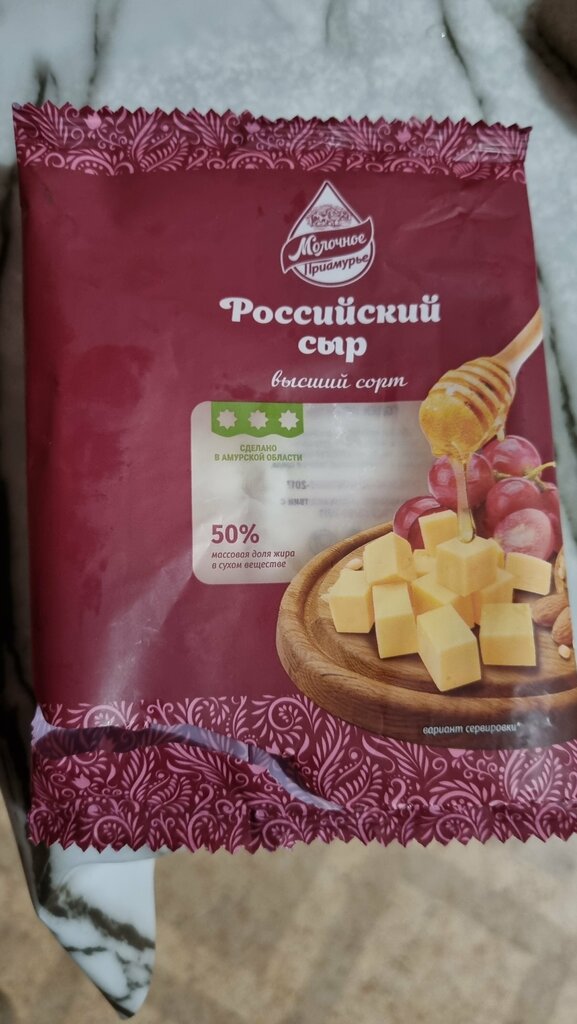 Молочное
Приамурье
Российский
сыр
высший сорт
СДЕЛАНО
В АМУРСКОЙ ОБЛАСТИ
50%
массовая доля жира
в сухом веществе
вариант сервировки*